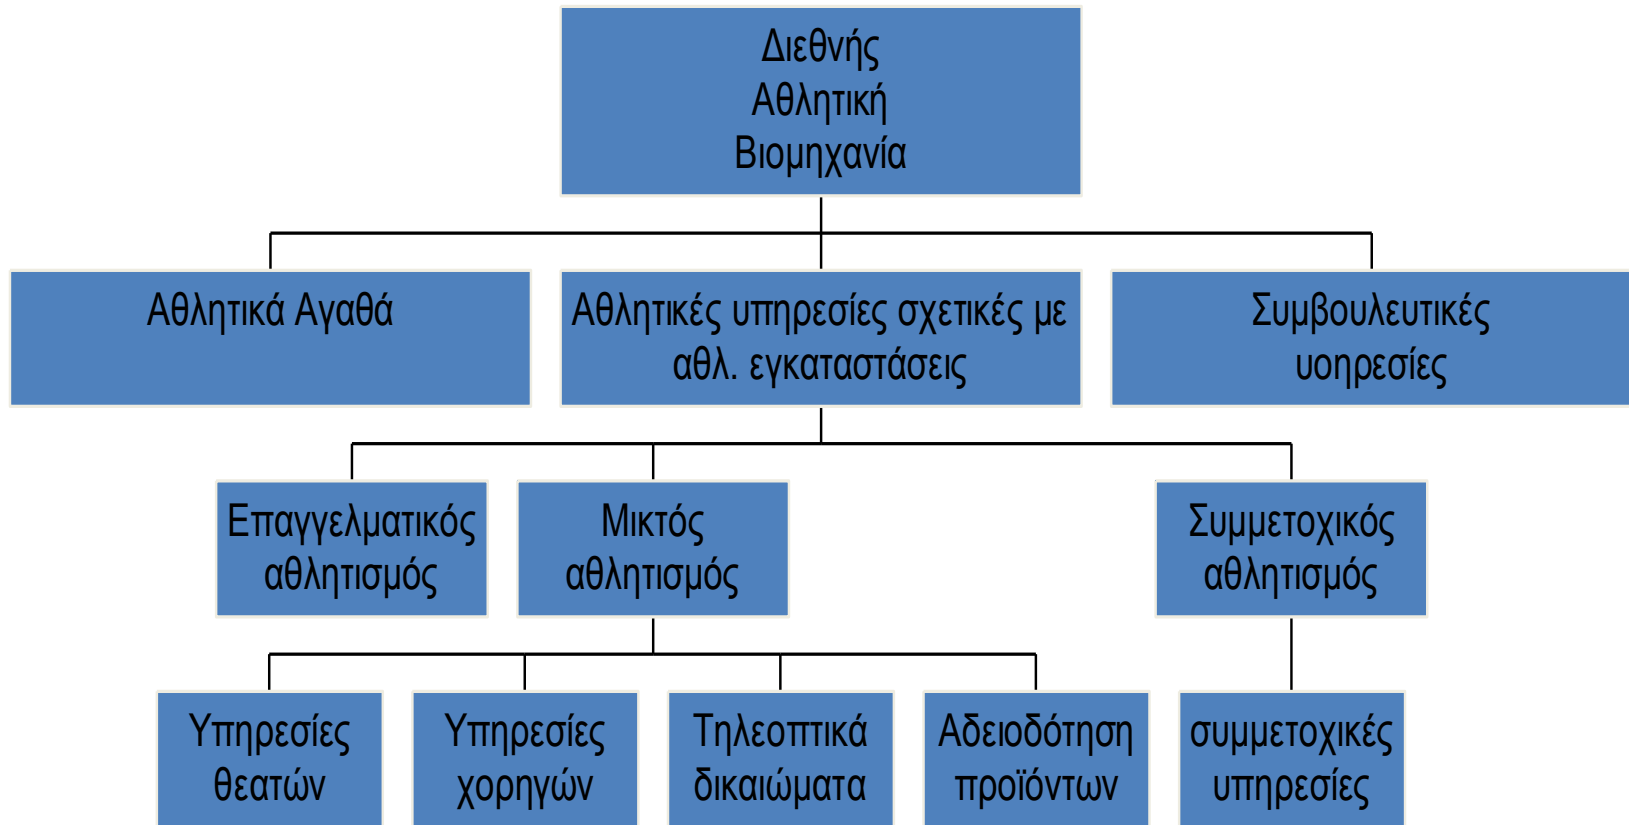 Διεθνής
Αθλητική
Βιομηχανία
Αθλητικά Αγαθά
Αθλητικές υπηρεσίες σχετικές με
αθλ. εγκαταστάσεις
Συμβουλευτικές
υοηρεσίες
Επαγγελματικός
αθλητισμός
Μικτός
αθλητισμός
Συμμετοχικός
αθλητισμός
Υπηρεσίες
θεατών
Υπηρεσίες
χορηγών
Τηλεοπτικά
δικαιώματα
Αδειοδότηση
προϊόντων
συμμετοχικές
υπηρεσίες